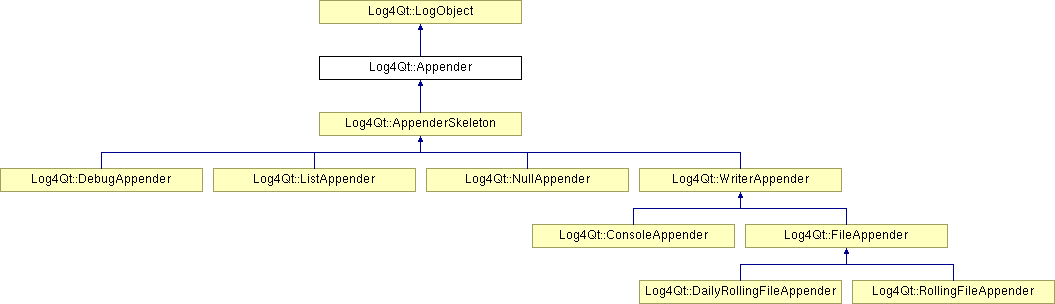 Log4Qt::LogObject
Log4Qt::Appender
Log4Qt::AppenderSkeleton
Log4Qt::DebugAppender
Log4Qt::ListAppender
Log4Qt::NullAppender
Log4Qt::WriterAppender
Log4Qt::ConsoleAppender
Log4Qt::FileAppender
Log4Qt::DailyRollingFileAppender
Log4Qt::RollingFileAppender